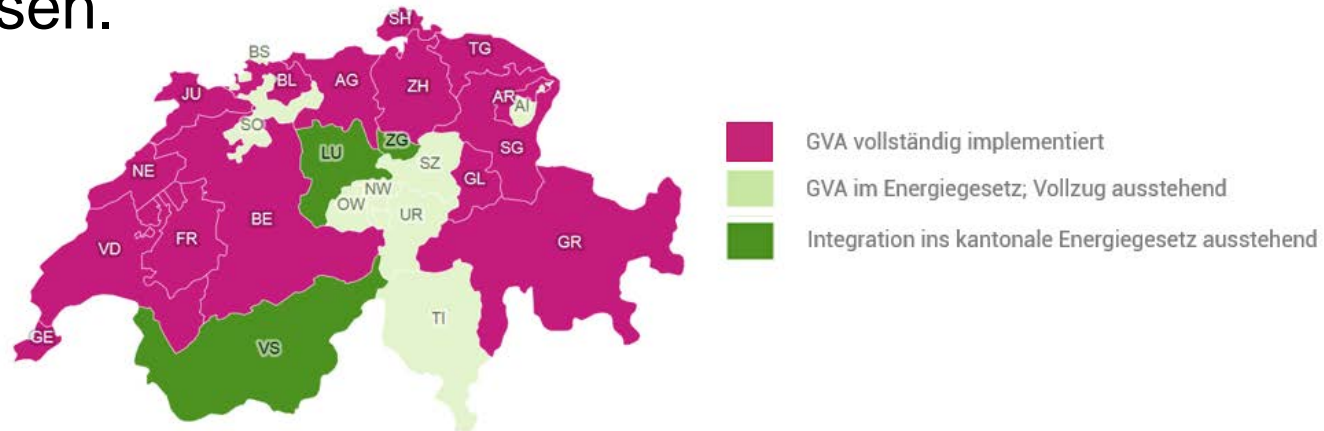 sen.
SH
BS
TG
BL
AG
ZH
JU
AR
AI
SO
ZG
LU
SG
SZ
NE
GL
NW
OW
UR
BE
FR
VD
GR
TI
GE
VS
GVA vollständig implementiert
GVA im Energiegesetz; Vollzug ausstehend
Integration ins kantonale Energiegesetz ausstehend